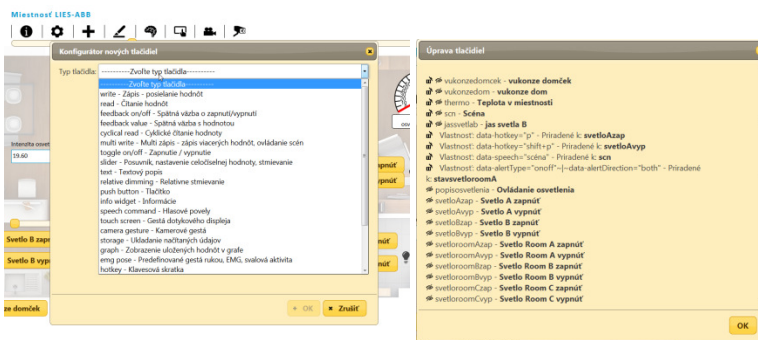 Miestnosť LIES-ABB
Konfigurátor nových tlačidiel
Typ tlačidla:
----------Zvoľte typ tlačidla----------
----------Zvoľte typ tlačidla----------
write - Zápis - posielanie hodnôt
read - Čítanie hodnôt
feedback on/off - Spätná väzba o zapnutí/vypnutí
feedback value - Spätná väzba s hodnotou
cyclical read - Cyklické čítanie hodnoty
multi write - Multi zápis - zápis viacerých hodnôt, ovládanie scén
toggle on/off - Zapnutie / vypnutie
slider - Posuvník, nastavenie celočíselnej hodnoty, stmievanie
text - Textový popis
relative dimming - Relatívne stmievanie
push button - Tlačítko
info widget - Informácie
speech command - Hlasové povely
touch screen - Gestá dotykového displeja
camera gesture - Kamerové gestá
storage - Ukladanie načítaných údajov
graph - Zobrazenie uložených hodnôt v grafe
emg pose - Predefinované gestá rukou, EMG, svalová aktivita
hotkey - Klávesová skratka
OK
Zrušiť
Intenzita osvet
19.60
Svetlo B zapr
Svetlo B vyp
ze domček
apnúť
ypnúť
núť
núť
Úprava tlačidiel
vukonzedomcek - vukonze domček
vukonzedom - vukonze dom
thermo - Teplota v miestnosti
scn - Scéna
jassvetlab - jas svetla B
Vlastnosť: data-hotkey="p" - Priradené k: svetloAzap
Vlastnosť: data-hotkey="shift+p" - Priradené k: svetloAvyp
Vlastnosť: data-speech="scéna" - Priradené k: scn
Vlastnosť: data-alertType="onoff"~|~data-alertDirection="both" - Priradené
k: stavsvetloroomA
popisosvetlenia - Ovládanie osvetlenia
svetloAzap - Svetlo A zapnúť
svetloAvyp - Svetlo A vypnúť
svetloBzap - Svetlo B zapnúť
svetloBvyp - Svetlo B vypnúť
svetloroomAzap - Svetlo Room A zapnúť
svetloroomAvyp - Svetlo Room A vypnúť
svetloroomBzap - Svetlo Room B zapnúť
svetloroomBvyp - Svetlo Room B vypnúť
svetloroomCzap - Svetlo Room C zapnúť
svetloroomCvyp - Svetlo Room C vypnúť
OK